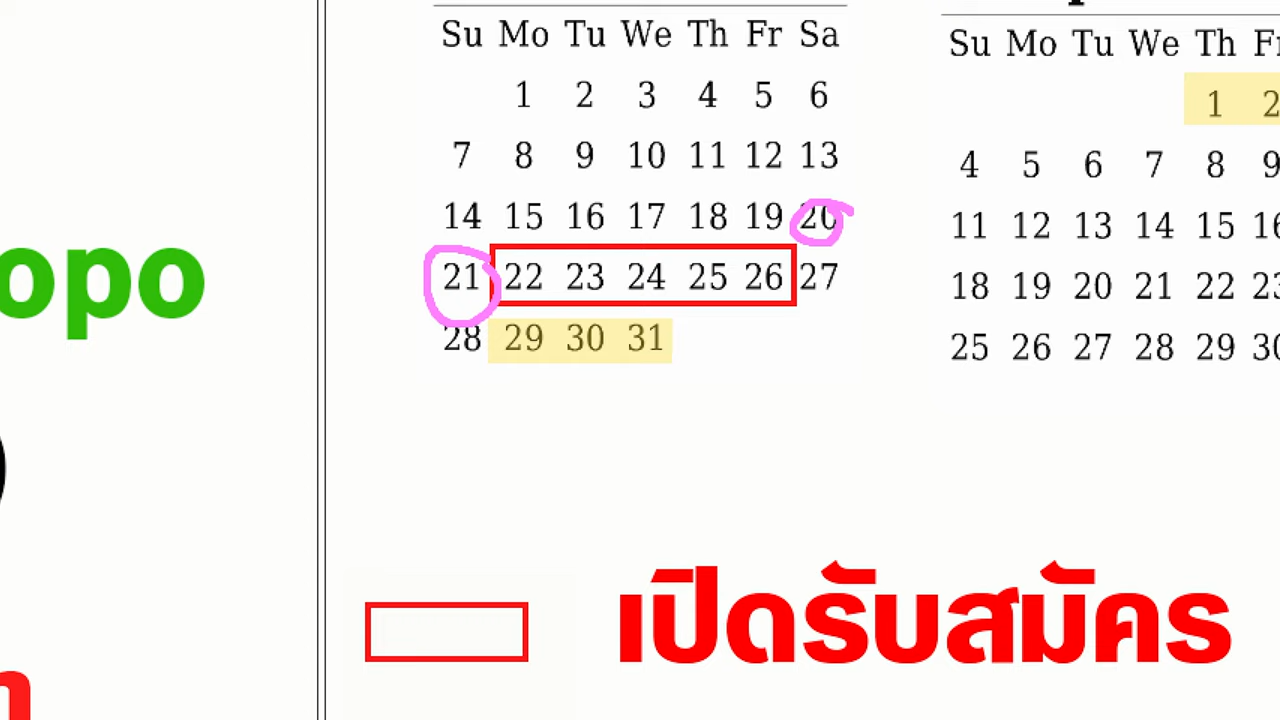 Su Mo Tu We Th Fr Sa
1 2 3 4 5 6
7 8 9 10 11 12 13
14 15 16 17 18 19 20
21 22 23 24 25 26 27
28 29 30 31
Su Mo Tu We Th
1 2
4 5 6 7 8 9
11 12 13 14 15
18 19 20 21 22
25 26 27 28 29
opo
เปิดรับสมัคร